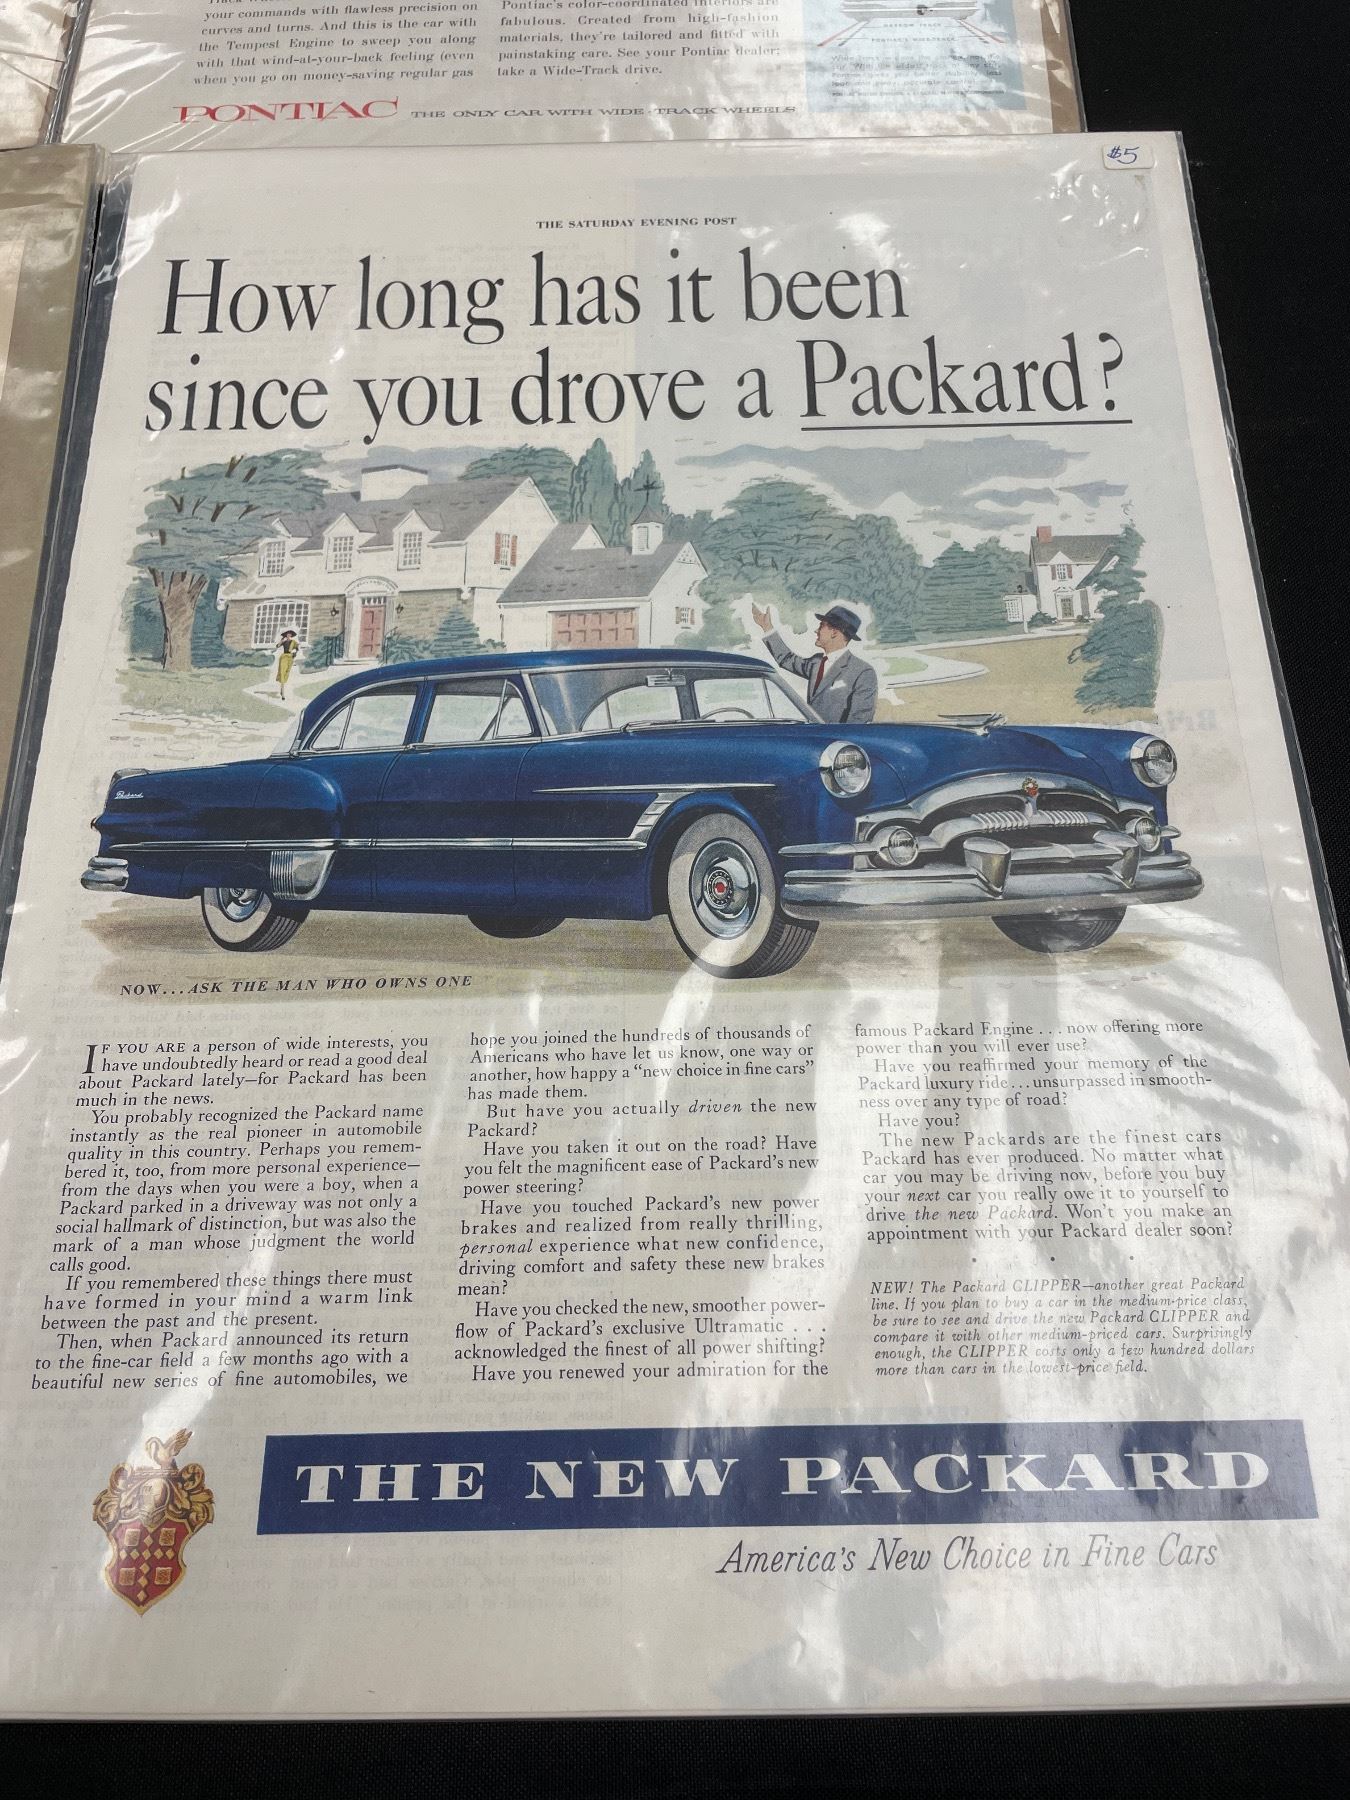 your commands with flawless precision on
curves and turns. And this is the car with
the Tempest Engine to sweep you along
with that wind-at-your-back feeling (even
when you go on money-saving regular gas
Pontiac's color-coordinated interiors are
fabulous. Created from high-fashion
materials, they're tailored and fitted with
painstaking care. See your Pontiac dealer;
take a Wide-Track drive.
PONTIAC THE ONLY CAR WITH WIDE-TRACK WHEELS
$5
THE SATURDAY EVENING POST
How long has it been
since you drove a Packard?
Packard
NOW...ASK THE MAN WHO OWNS ONE
IF YOU ARE a person of wide interests, you
have undoubtedly heard or read a good deal
about Packard lately—for Packard has been
much in the news.
You probably recognized the Packard name
instantly as the real pioneer in automobile
quality in this country. Perhaps you remem-
bered it, too, from more personal experience—
from the days when you were a boy, when a
Packard parked in a driveway was not only a
social hallmark of distinction, but was also the
mark of a man whose judgment the world
calls good.
If you remembered these things there must
have formed in your mind a warm link
between the past and the present.
Then, when Packard announced its return
to the fine-car field a few months ago with a
beautiful new series of fine automobiles, we
hope you joined the hundreds of thousands of
Americans who have let us know, one way or
another, how happy a "new choice in fine cars"
has made them.
But have you actually driven the new
Packard?
Have you taken it out on the road? Have
you felt the magnificent ease of Packard's new
power steering?
Have you touched Packard's new power
brakes and realized from really thrilling,
personal experience what new confidence,
driving comfort and safety these new brakes
mean?
Have you checked the new, smoother power-
flow of Packard's exclusive Ultramatic . . .
acknowledged the finest of all power shifting?
Have you renewed your admiration for the
famous Packard Engine . . . now offering more
power than you will ever use?
Have you reaffirmed your memory of the
Packard luxury ride . . . unsurpassed in smooth-
ness over any type of road?
Have you?
The new Packards are the finest cars
Packard has ever produced. No matter what
car you may be driving now, before you buy
your next car you really owe it to yourself to
drive the new Packard. Won't you make an
appointment with your Packard dealer soon?
NEW! The Packard CLIPPER—another great Packard
line. If you plan to buy a car in the medium-price class,
be sure to see and drive the new Packard CLIPPER and
compare it with other medium-priced cars. Surprisingly
enough, the CLIPPER costs only a few hundred dollars
more than cars in the lowest-price field.
THE NEW PACKARD
America's New Choice in Fine Cars